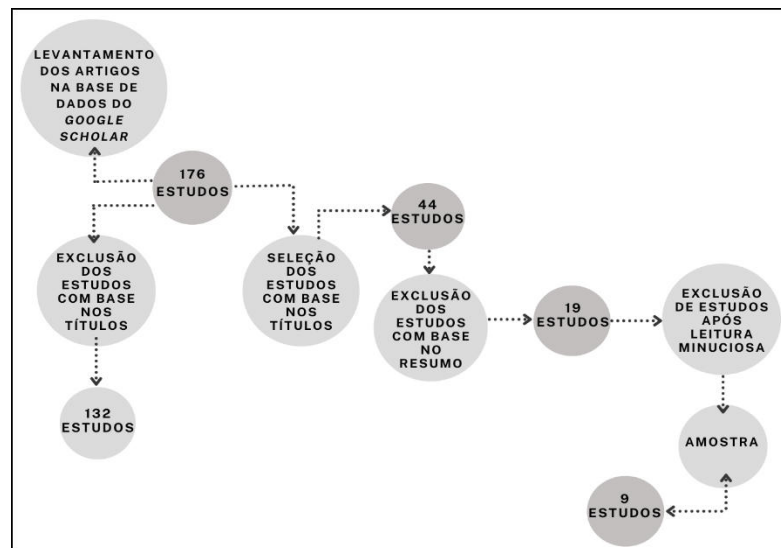 LEVANTAMENTO
DOS ARTIGOS
NA BASE DE
DADOS DO
GOOGLE
SCHOLAR
176
ESTUDOS
EXCLUSÃO
DOS
ESTUDOS
COM BASE
NOS
TÍTULOS
132
ESTUDOS
SELEÇÃO
DOS
ESTUDOS
COM BASE
NOS
TÍTULOS
44
ESTUDOS
EXCLUSÃO
DOS
ESTUDOS
COM BASE
NO
RESUMO
19
ESTUDOS
EXCLUSÃO
DE ESTUDOS
APÓS
LEITURA
MINUCIOSA
AMOSTRA
9
ESTUDOS